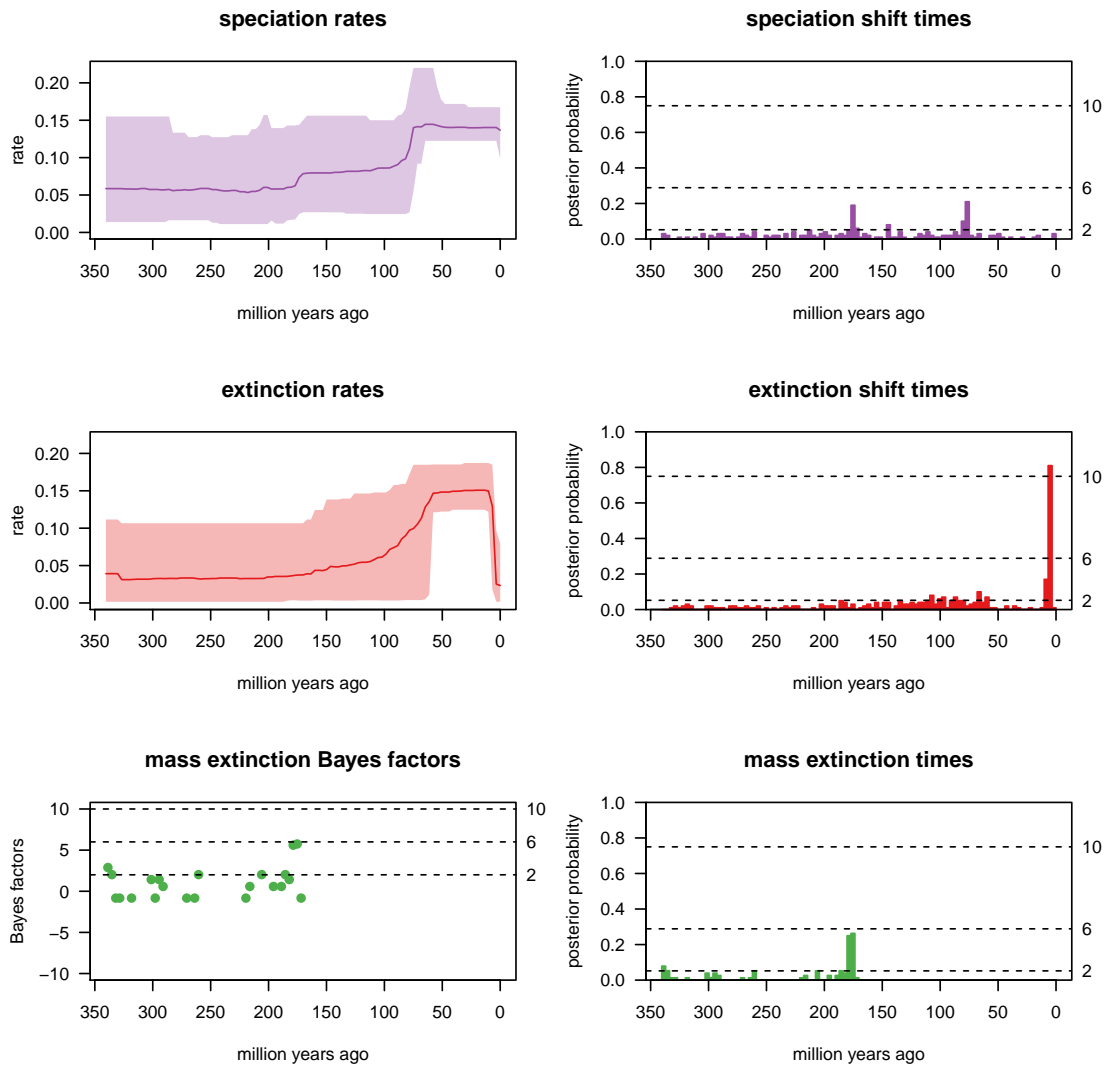 speciation rates
rate
0.20
0.15
0.10
0.05
0.00
350 300 250 200 150 100 50 0
million years ago
speciation shift times
posterior probability
1.0
0.8
0.6
0.4
0.2
0.0
10
6
2
350 300 250 200 150 100 50 0
million years ago
extinction rates
rate
0.20
0.15
0.10
0.05
0.00
350 300 250 200 150 100 50 0
million years ago
extinction shift times
posterior probability
1.0
0.8
0.6
0.4
0.2
0.0
10
6
2
350 300 250 200 150 100 50 0
million years ago
mass extinction Bayes factors
Bayes factors
10
5
0
−5
−10
10
6
2
350 300 250 200 150 100 50 0
million years ago
mass extinction times
posterior probability
1.0
0.8
0.6
0.4
0.2
0.0
10
6
2
350 300 250 200 150 100 50 0
million years ago